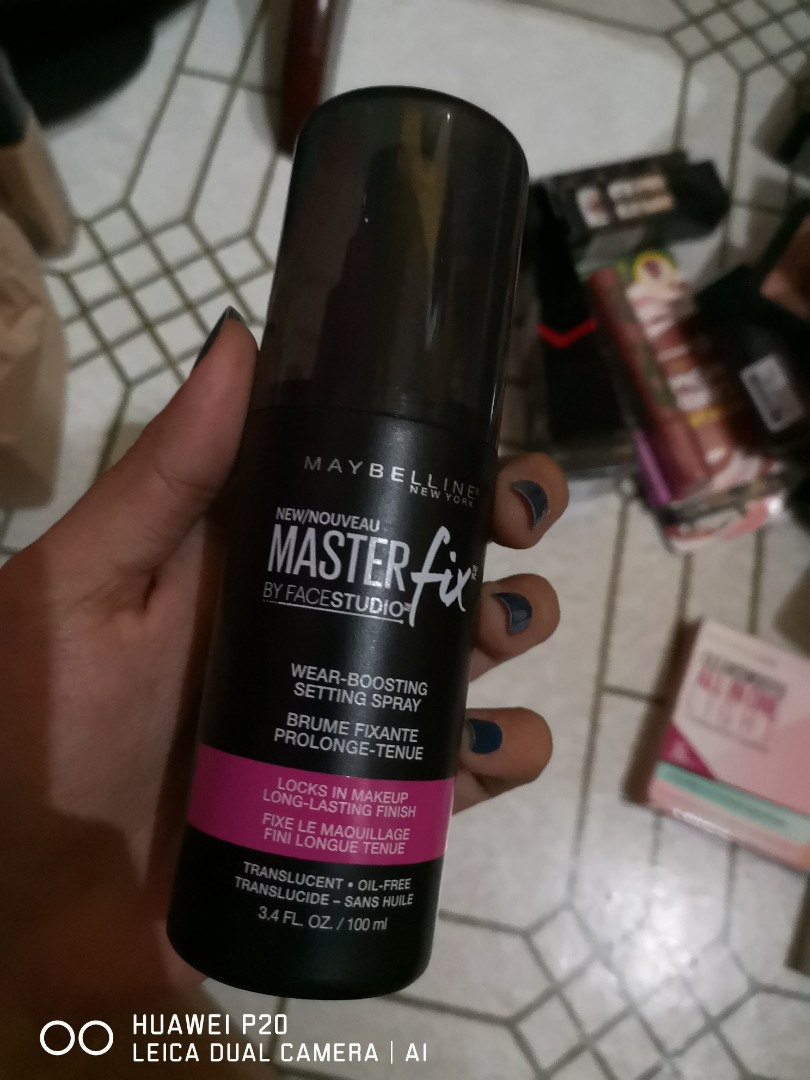 MAYBELLINE®
NEW YORK
NEW/NOUVEAU
MASTER fix™
BY FACESTUDIO™
WEAR-BOOSTING
SETTING SPRAY
BRUME FIXANTE
PROLONGE-TENUE
LOCKS IN MAKEUP
LONG-LASTING FINISH
FIXE LE MAQUILLAGE
FINI LONGUE TENUE
TRANSLUCENT • OIL-FREE
TRANSLUCIDE – SANS HUILE
3.4 FL. OZ. / 100 ml
HUAWEI P20
LEICA DUAL CAMERA | AI